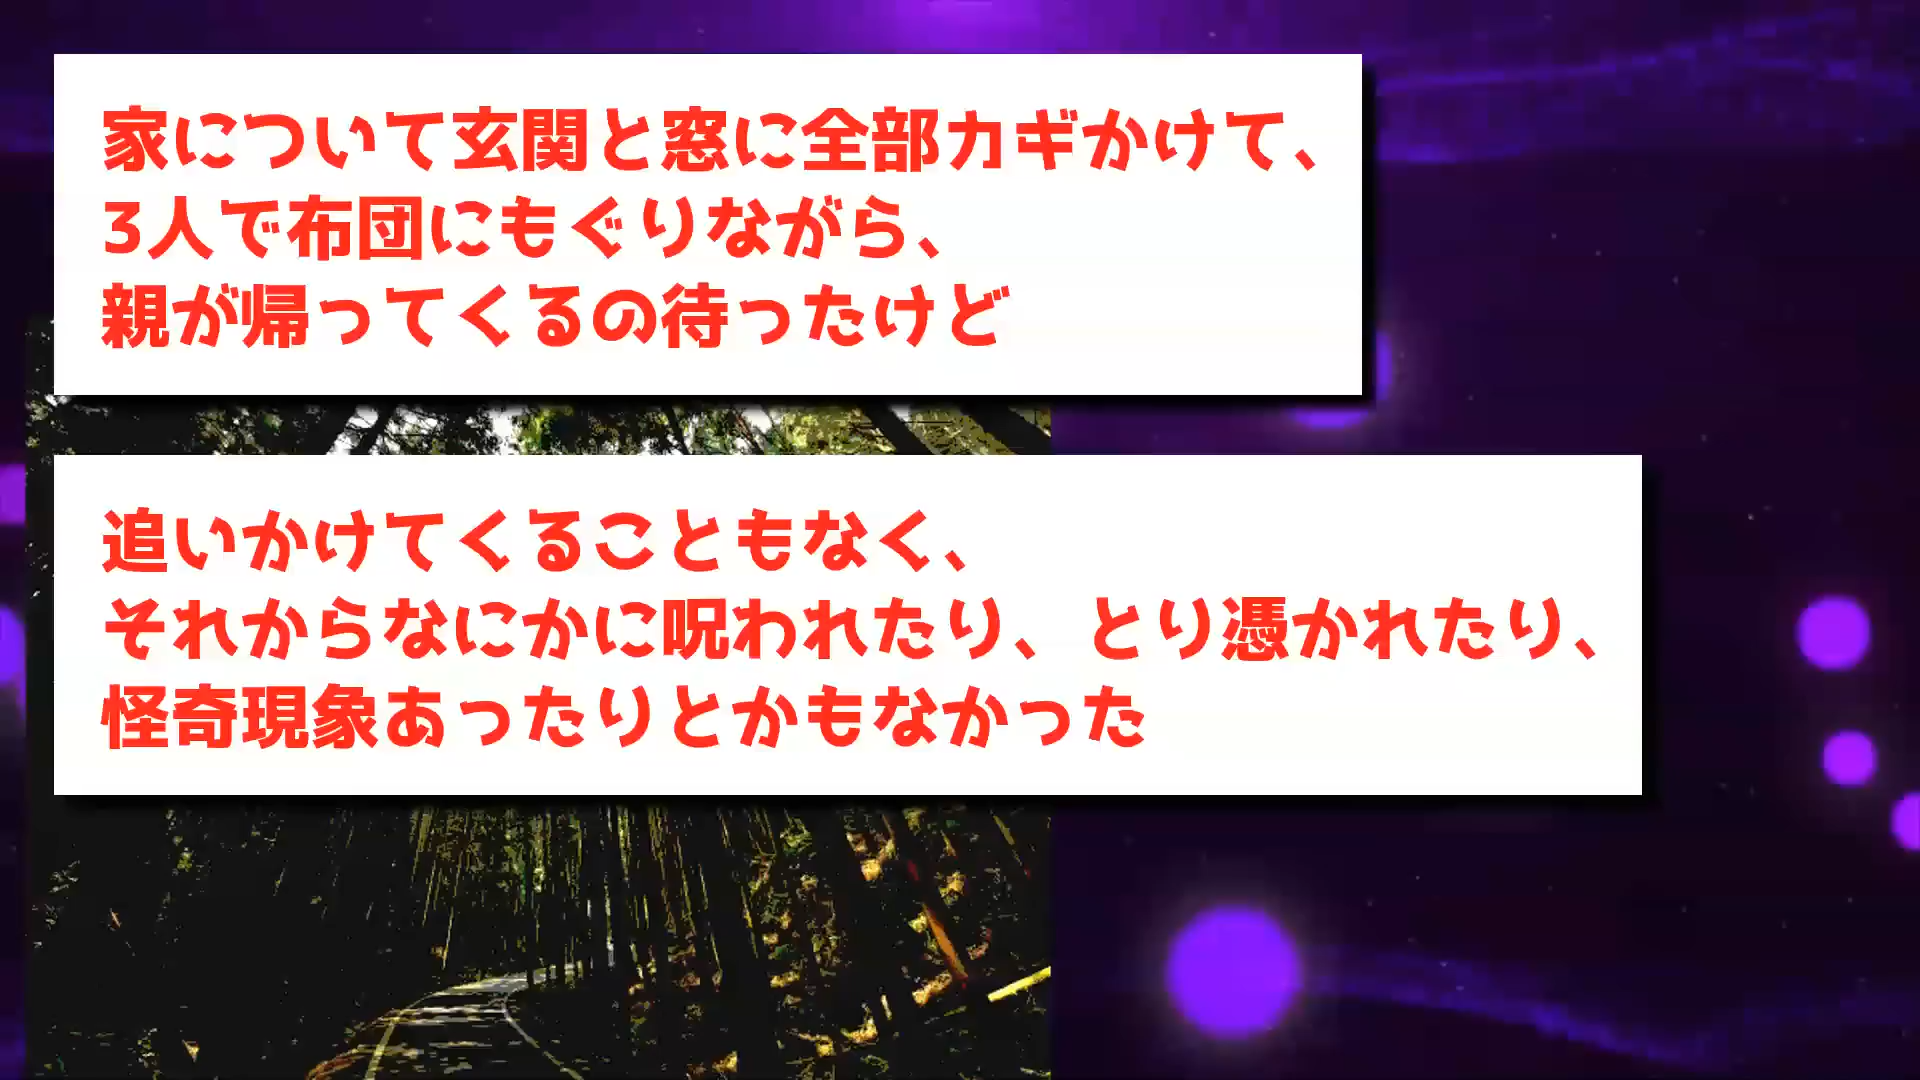 家について玄関と窓に全部カギかけて、
3人で布団にもぐりながら、
親が帰ってくるの待ったけど
追いかけてくることもなく、
それからなにかに呪われたり、とり憑かれたり、
怪奇現象あったりとかもなかった